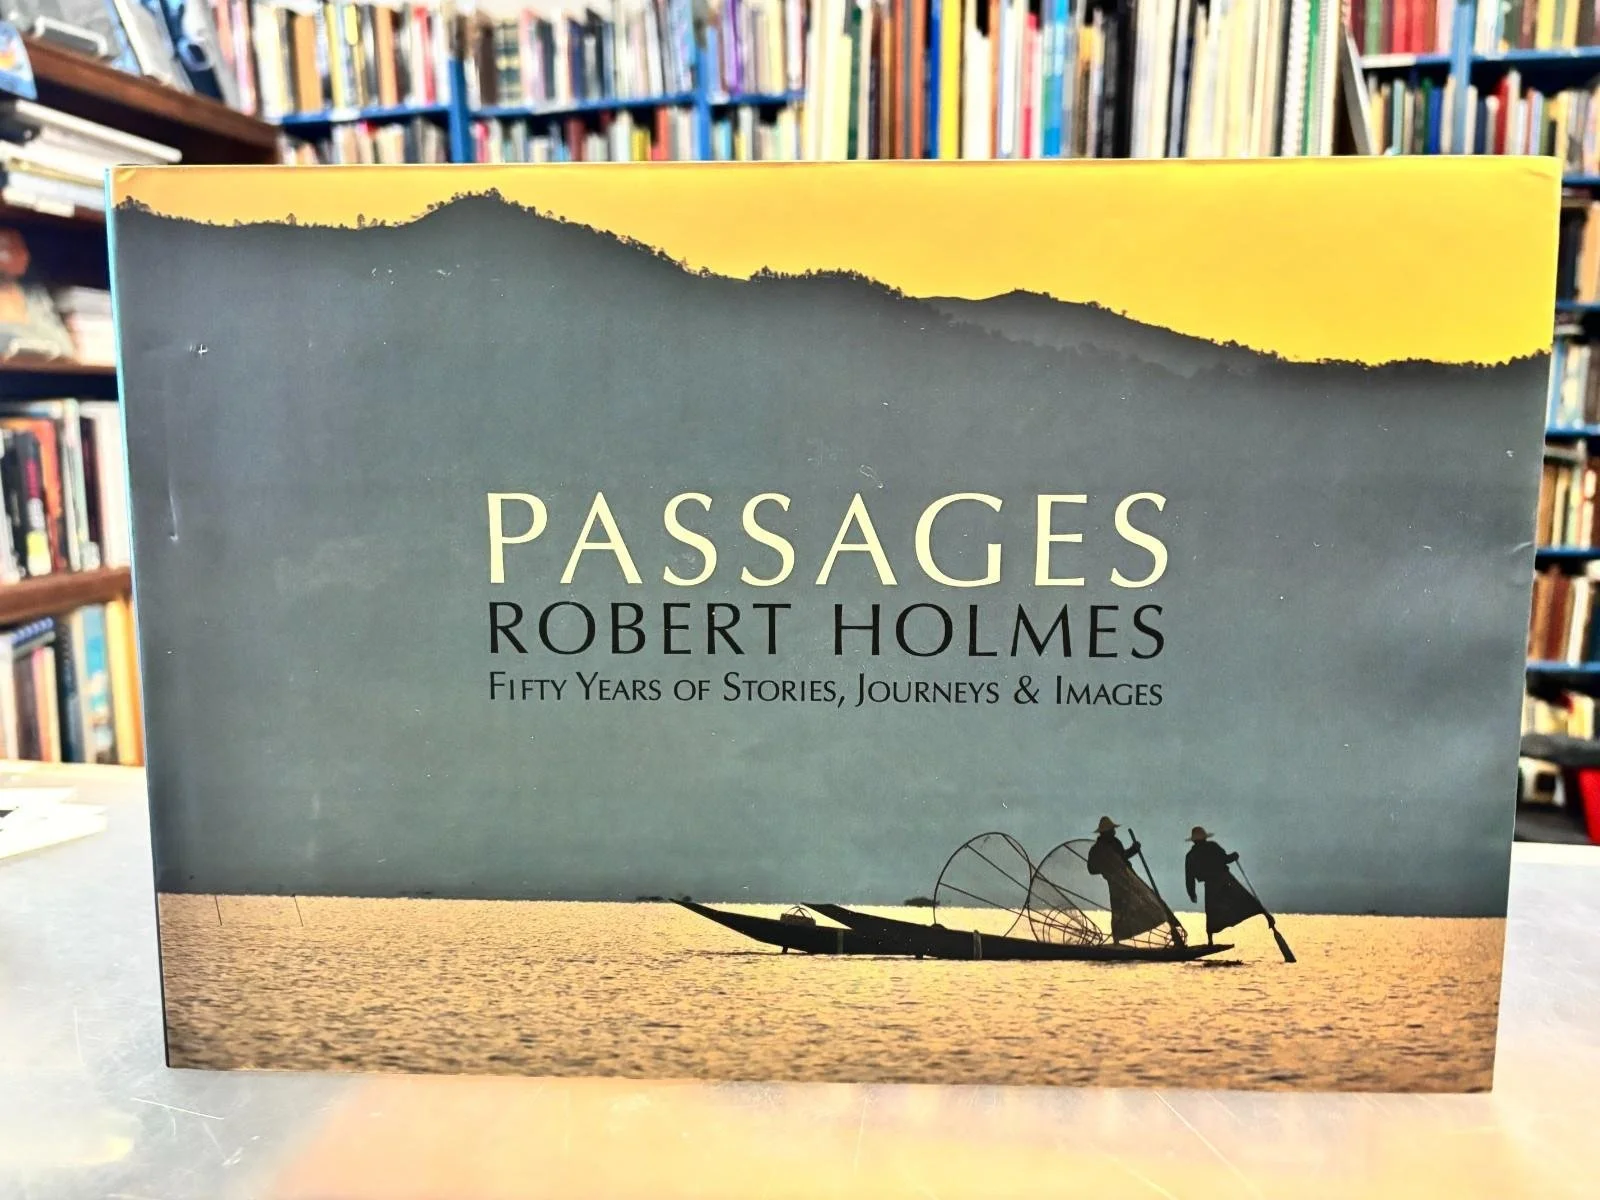 PASSAGES
ROBERT HOLMES
FIFTY YEARS OF STORIES, JOURNEYS & IMAGES